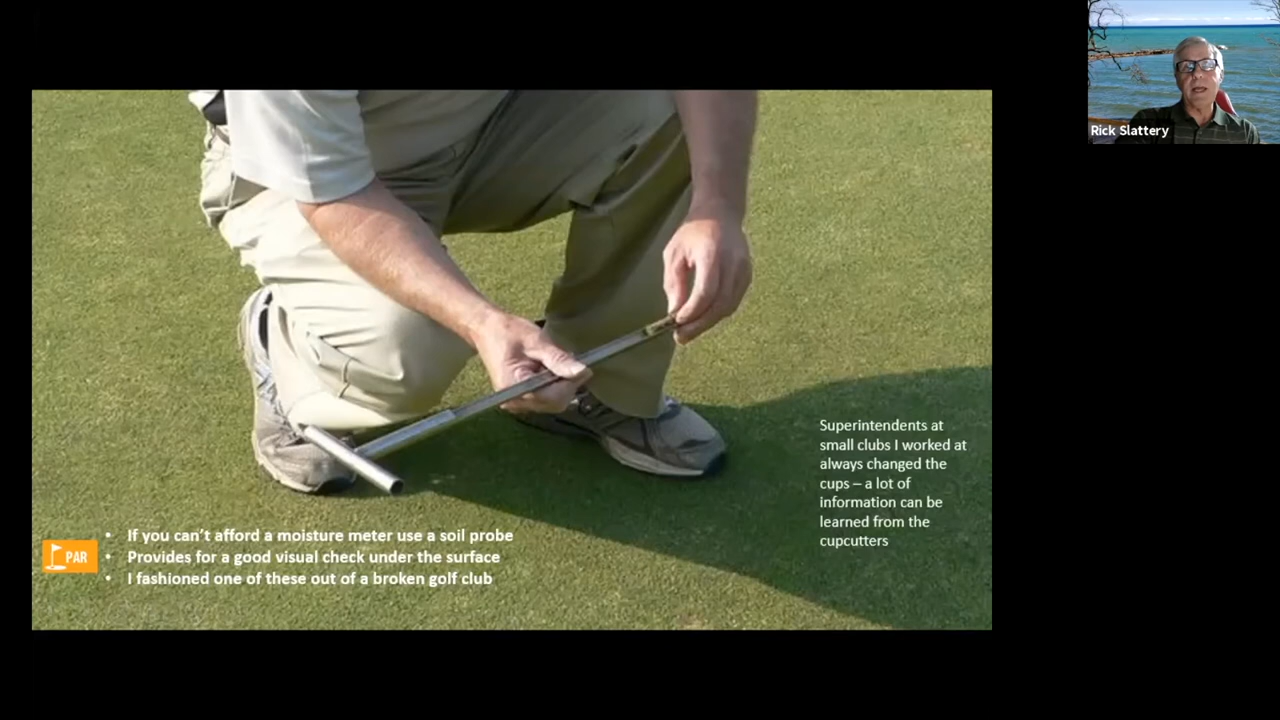 Rick Slattery
Superintendents at
small clubs I worked at
always changed the
cups – a lot of
information can be
learned from the
cupcutters
• If you can't afford a moisture meter use a soil probe
• Provides for a good visual check under the surface
• I fashioned one of these out of a broken golf club
PAR